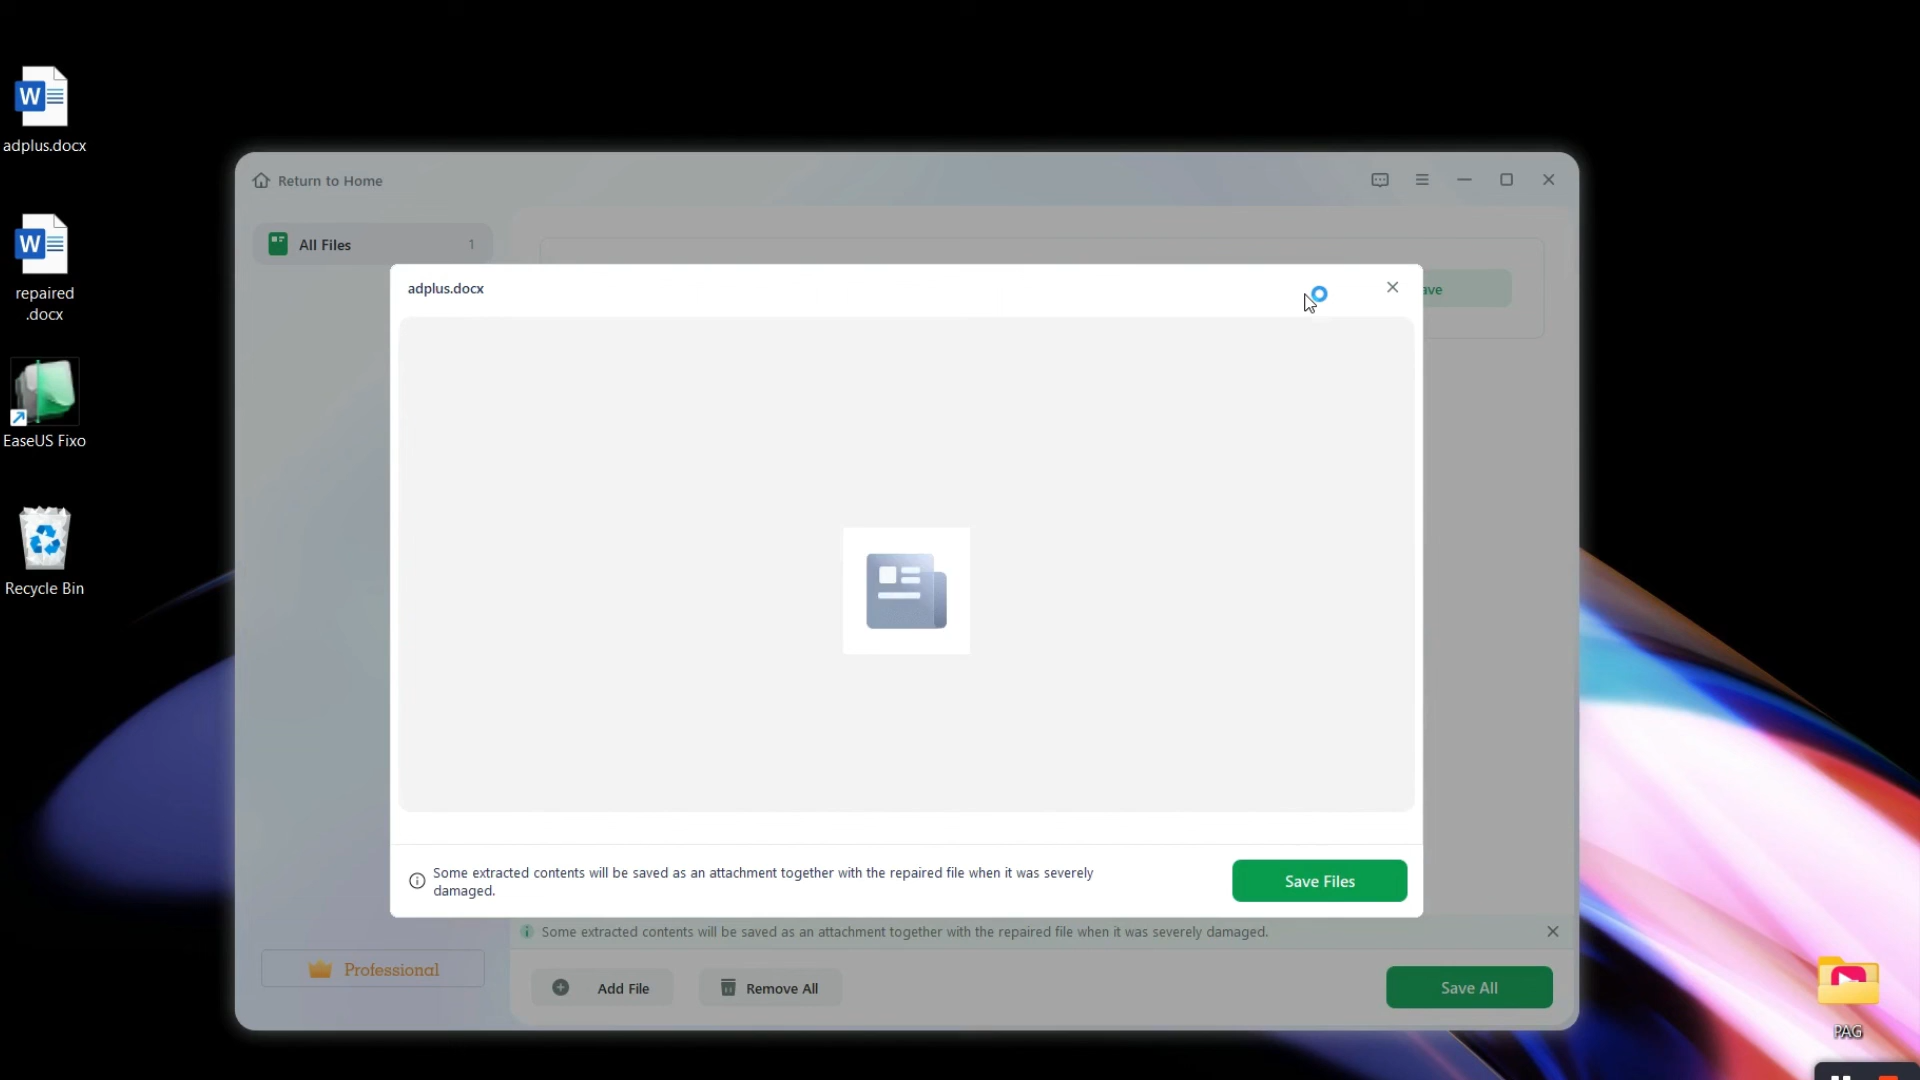 adplus.docx
repaired
.docx
EaseUS Fixo
Recycle Bin
Return to Home
All Files 1
ave
adplus.docx
Some extracted contents will be saved as an attachment together with the repaired file when it was severely
damaged.
Save Files
Some extracted contents will be saved as an attachment together with the repaired file when it was severely damaged.
Professional
Add File
Remove All
Save All
PAG